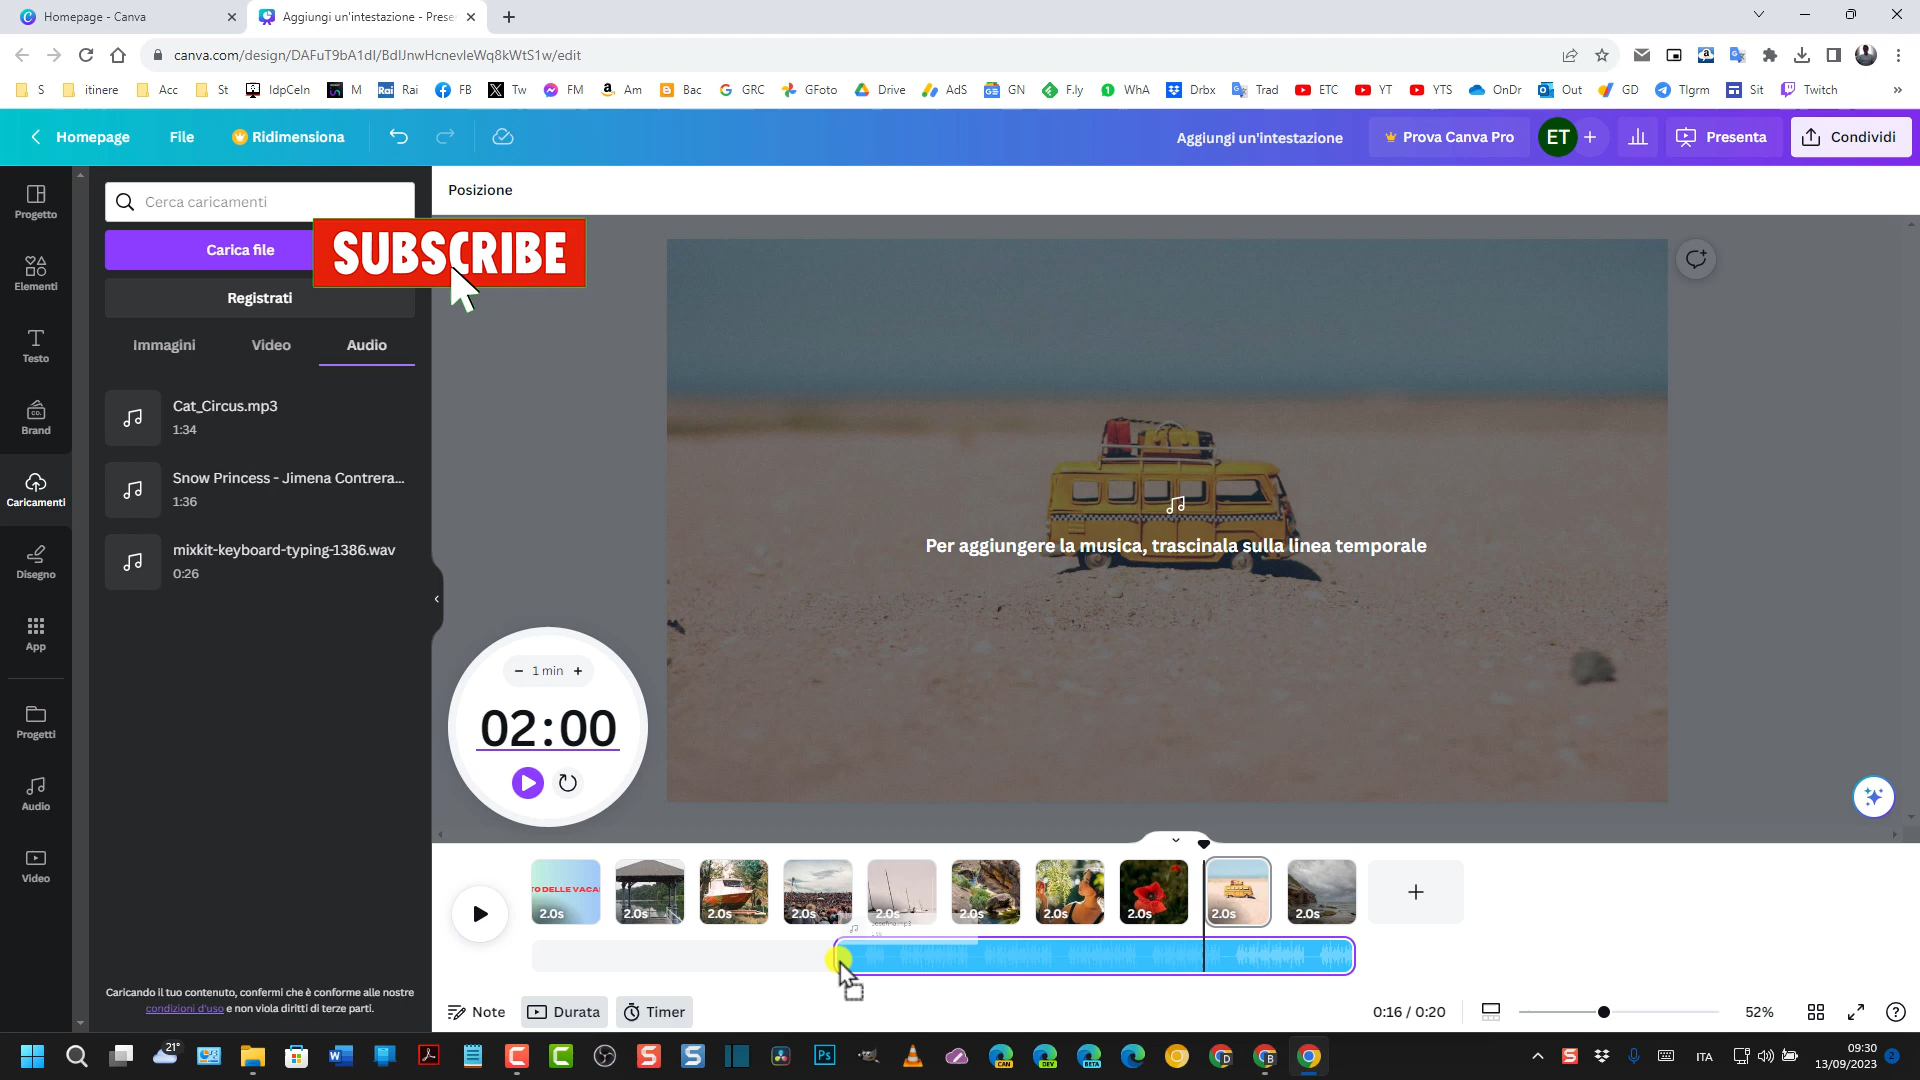 Homepage - Canva
Aggiungi un'intestazione - Prese
canva.com/design/DAFuT9bA1dI/BdIJnwHcnevleWq8kWtS1w/edit
S
itinere
Acc
St
IdpCeIn
M
Rai
FB
Tw
FM
Am
Bac
GRC
GFoto
Drive
AdS
GN
F.ly
WhA
Drbx
Trad
ETC
YT
YTS
OnDr
Out
GD
Tlgrm
Sit
Twitch
Homepage
File
Ridimensiona
Aggiungi un'intestazione
Prova Canva Pro
ET
Presenta
Condividi
Progetto
Elementi
Testo
Brand
Caricamenti
Disegno
App
Progetti
Audio
Video
Cerca caricamenti
Carica file
SUBSCRIBE
Registrati
Immagini
Video
Audio
Cat_Circus.mp3
1:34
Snow Princess - Jimena Contrera...
1:36
mixkit-keyboard-typing-1386.wav
0:26
Caricando il tuo contenuto, confermi che è conforme alle nostre
condizioni d'uso e non viola diritti di terze parti.
Posizione
Per aggiungere la musica, trascinala sulla linea temporale
1 min
02:00
TO DELLE VACA
2.0s
2.0s
2.0s
2.0s
2.0s
2.0s
2.0s
2.0s
2.0s
2.0s
Note
Durata
Timer
0:16 / 0:20
52%
21°
ITA
09:30
13/09/2023
2